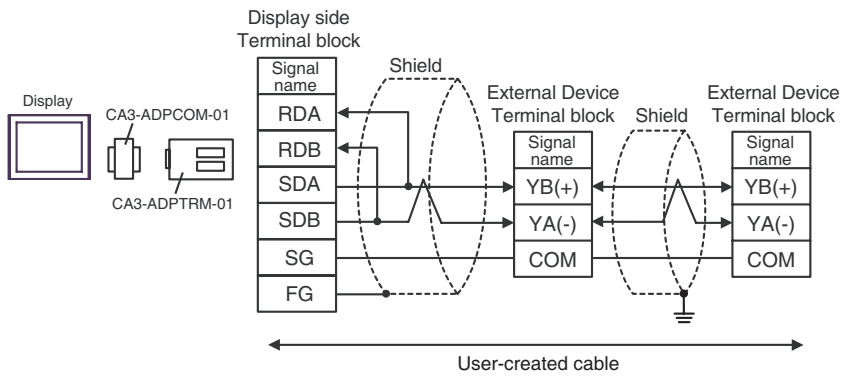 Display side
Terminal block
Signal
name
RDA
RDB
SDA
SDB
SG
FG
Shield
Display
CA3-ADPCOM-01
CA3-ADPTRM-01
External Device
Terminal block
Signal
name
YB(+)
YA(-)
COM
Shield
External Device
Terminal block
Signal
name
YB(+)
YA(-)
COM
User-created cable